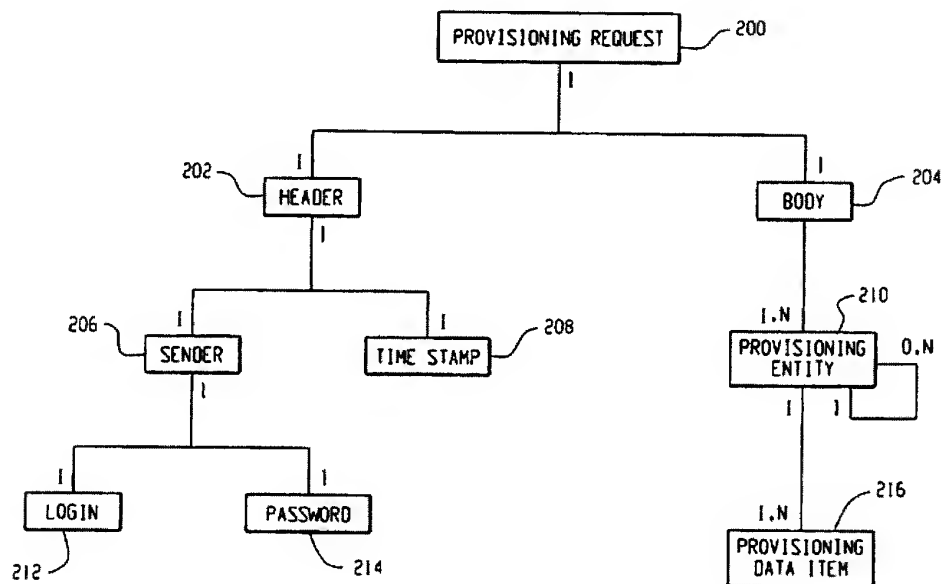 PROVISIONING REQUEST
200
1
1
1
202
HEADER
BODY
204
1
210
1
1
1,N
206
SENDER
TIME STAMP
208
PROVISIONING
ENTITY
0,N
1
1
1
1
1
LOGIN
PASSWORD
1,N
216
212
214
PROVISIONING
DATA ITEM